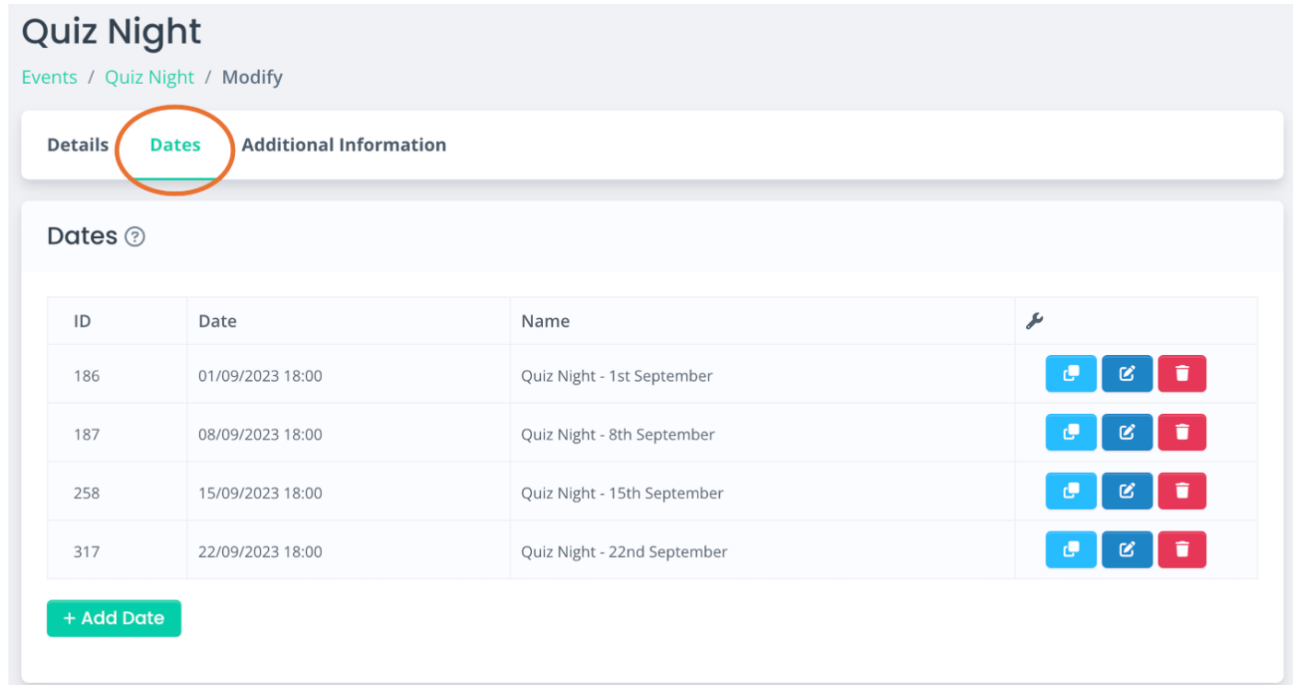 Quiz Night
Events / Quiz Night / Modify
Details Dates Additional Information
Dates ?
ID Date Name
186 01/09/2023 18:00 Quiz Night - 1st September
187 08/09/2023 18:00 Quiz Night - 8th September
258 15/09/2023 18:00 Quiz Night - 15th September
317 22/09/2023 18:00 Quiz Night - 22nd September
+ Add Date